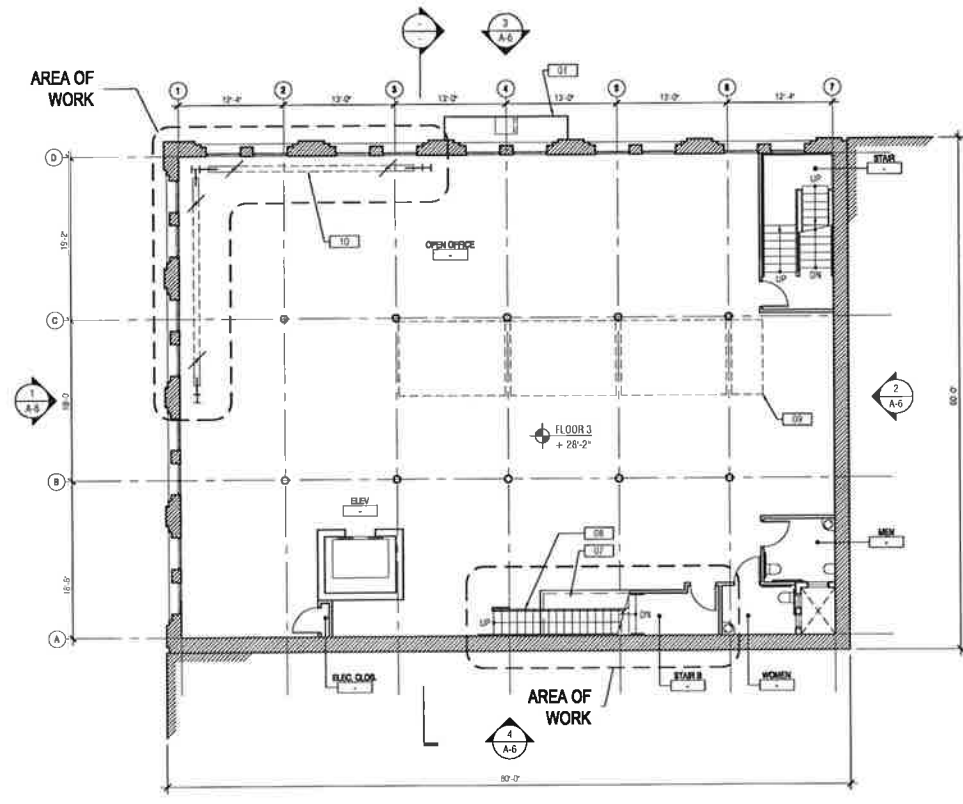 3
A-6
AREA OF
WORK
01
1
2
3
4
5
6
7
12'-4"
13'-0"
13'-0"
13'-0"
13'-0"
12'-4"
D
STAIR
-
UP
10
OPEN OFFICE
-
UP
DN
19'-2"
C
1
A-6
2
A-6
19'-0
60'-0"
09
FLOOR 3
+ 28'-2"
B
ELEV
-
08
07
MEN
-
18'-5"
UP
DN
A
ELEC. CLOS.
-
STAIR B
-
WOMEN
-
AREA OF
WORK
4
A-6
80'-0"